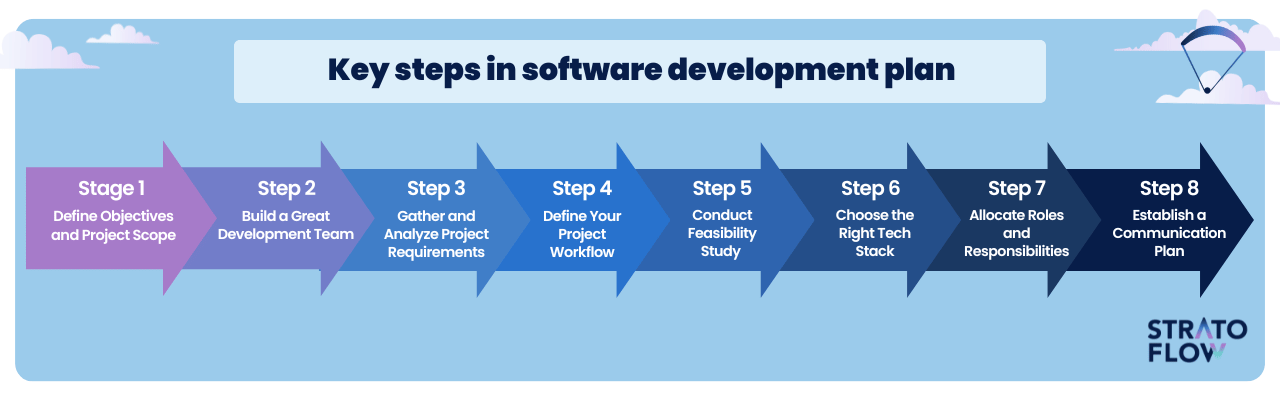 Key steps in software development plan
Stage 1
Define Objectives
and Project Scope
Step 2
Build a Great
Development Team
Step 3
Gather and
Analyze Project
Requirements
Step 4
Define Your
Project
Workflow
Step 5
Conduct
Feasibility
Study
Step 6
Choose the
Right Tech
Stack
Step 7
Allocate Roles
and
Responsibilities
Step 8
Establish a
Communication
Plan
STRATO
FLOW